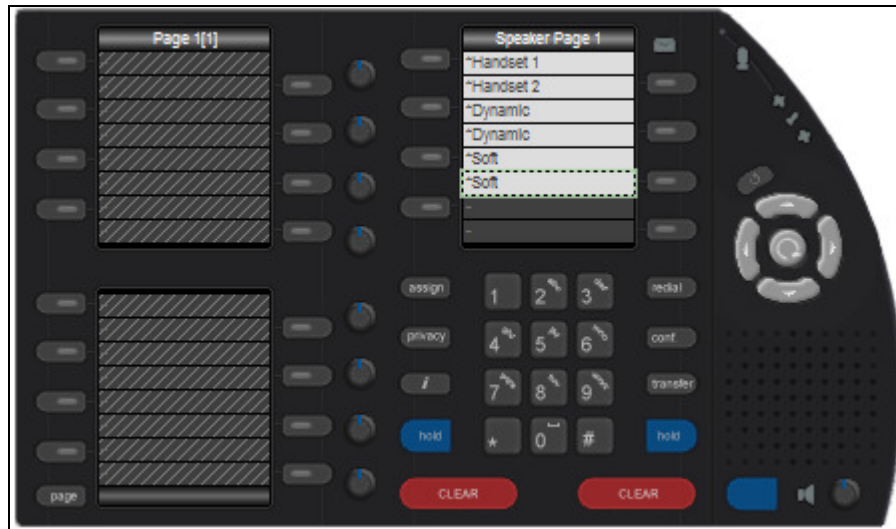 Page 1[1]
Speaker Page 1
~Handset 1
~Handset 2
~Dynamic
~Dynamic
~Soft
~Soft
-
-
assign
1
2
3
redial
privacy
4
5
6
conf.
i
7
8
9
transfer
hold
*
0
#
hold
page
CLEAR
CLEAR